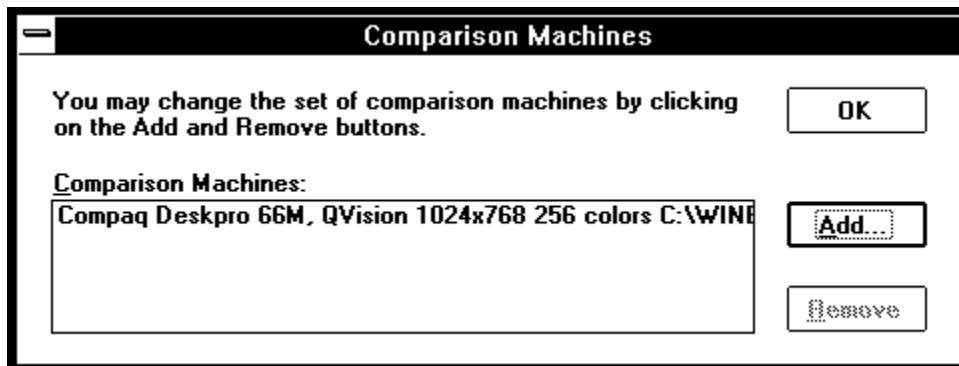 Comparison Machines
You may change the set of comparison machines by clicking
on the Add and Remove buttons.
OK
Comparison Machines:
Compaq Deskpro 66M, QVision 1024x768 256 colors C:\WINB
Add...
Remove